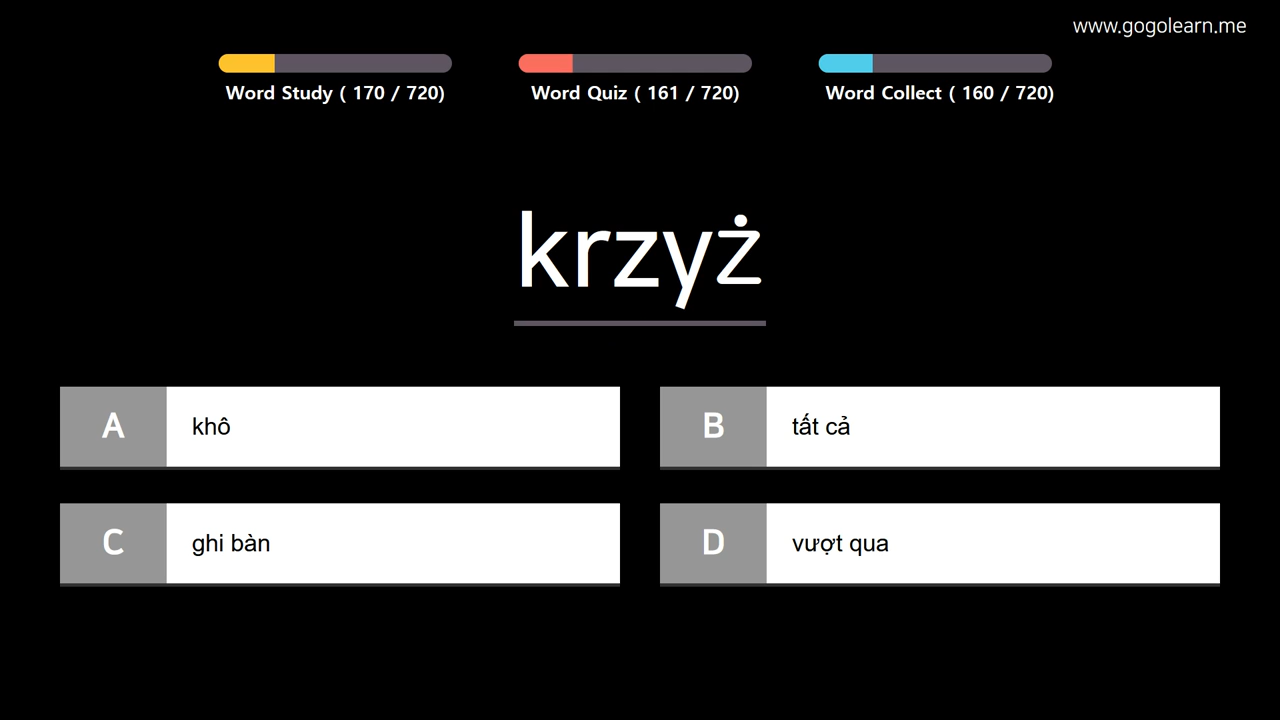 www.gogolearn.me
Word Study ( 170 / 720)
Word Quiz ( 161 / 720)
Word Collect ( 160 / 720)
krzyż
A khô
B tất cả
C ghi bàn
D vượt qua